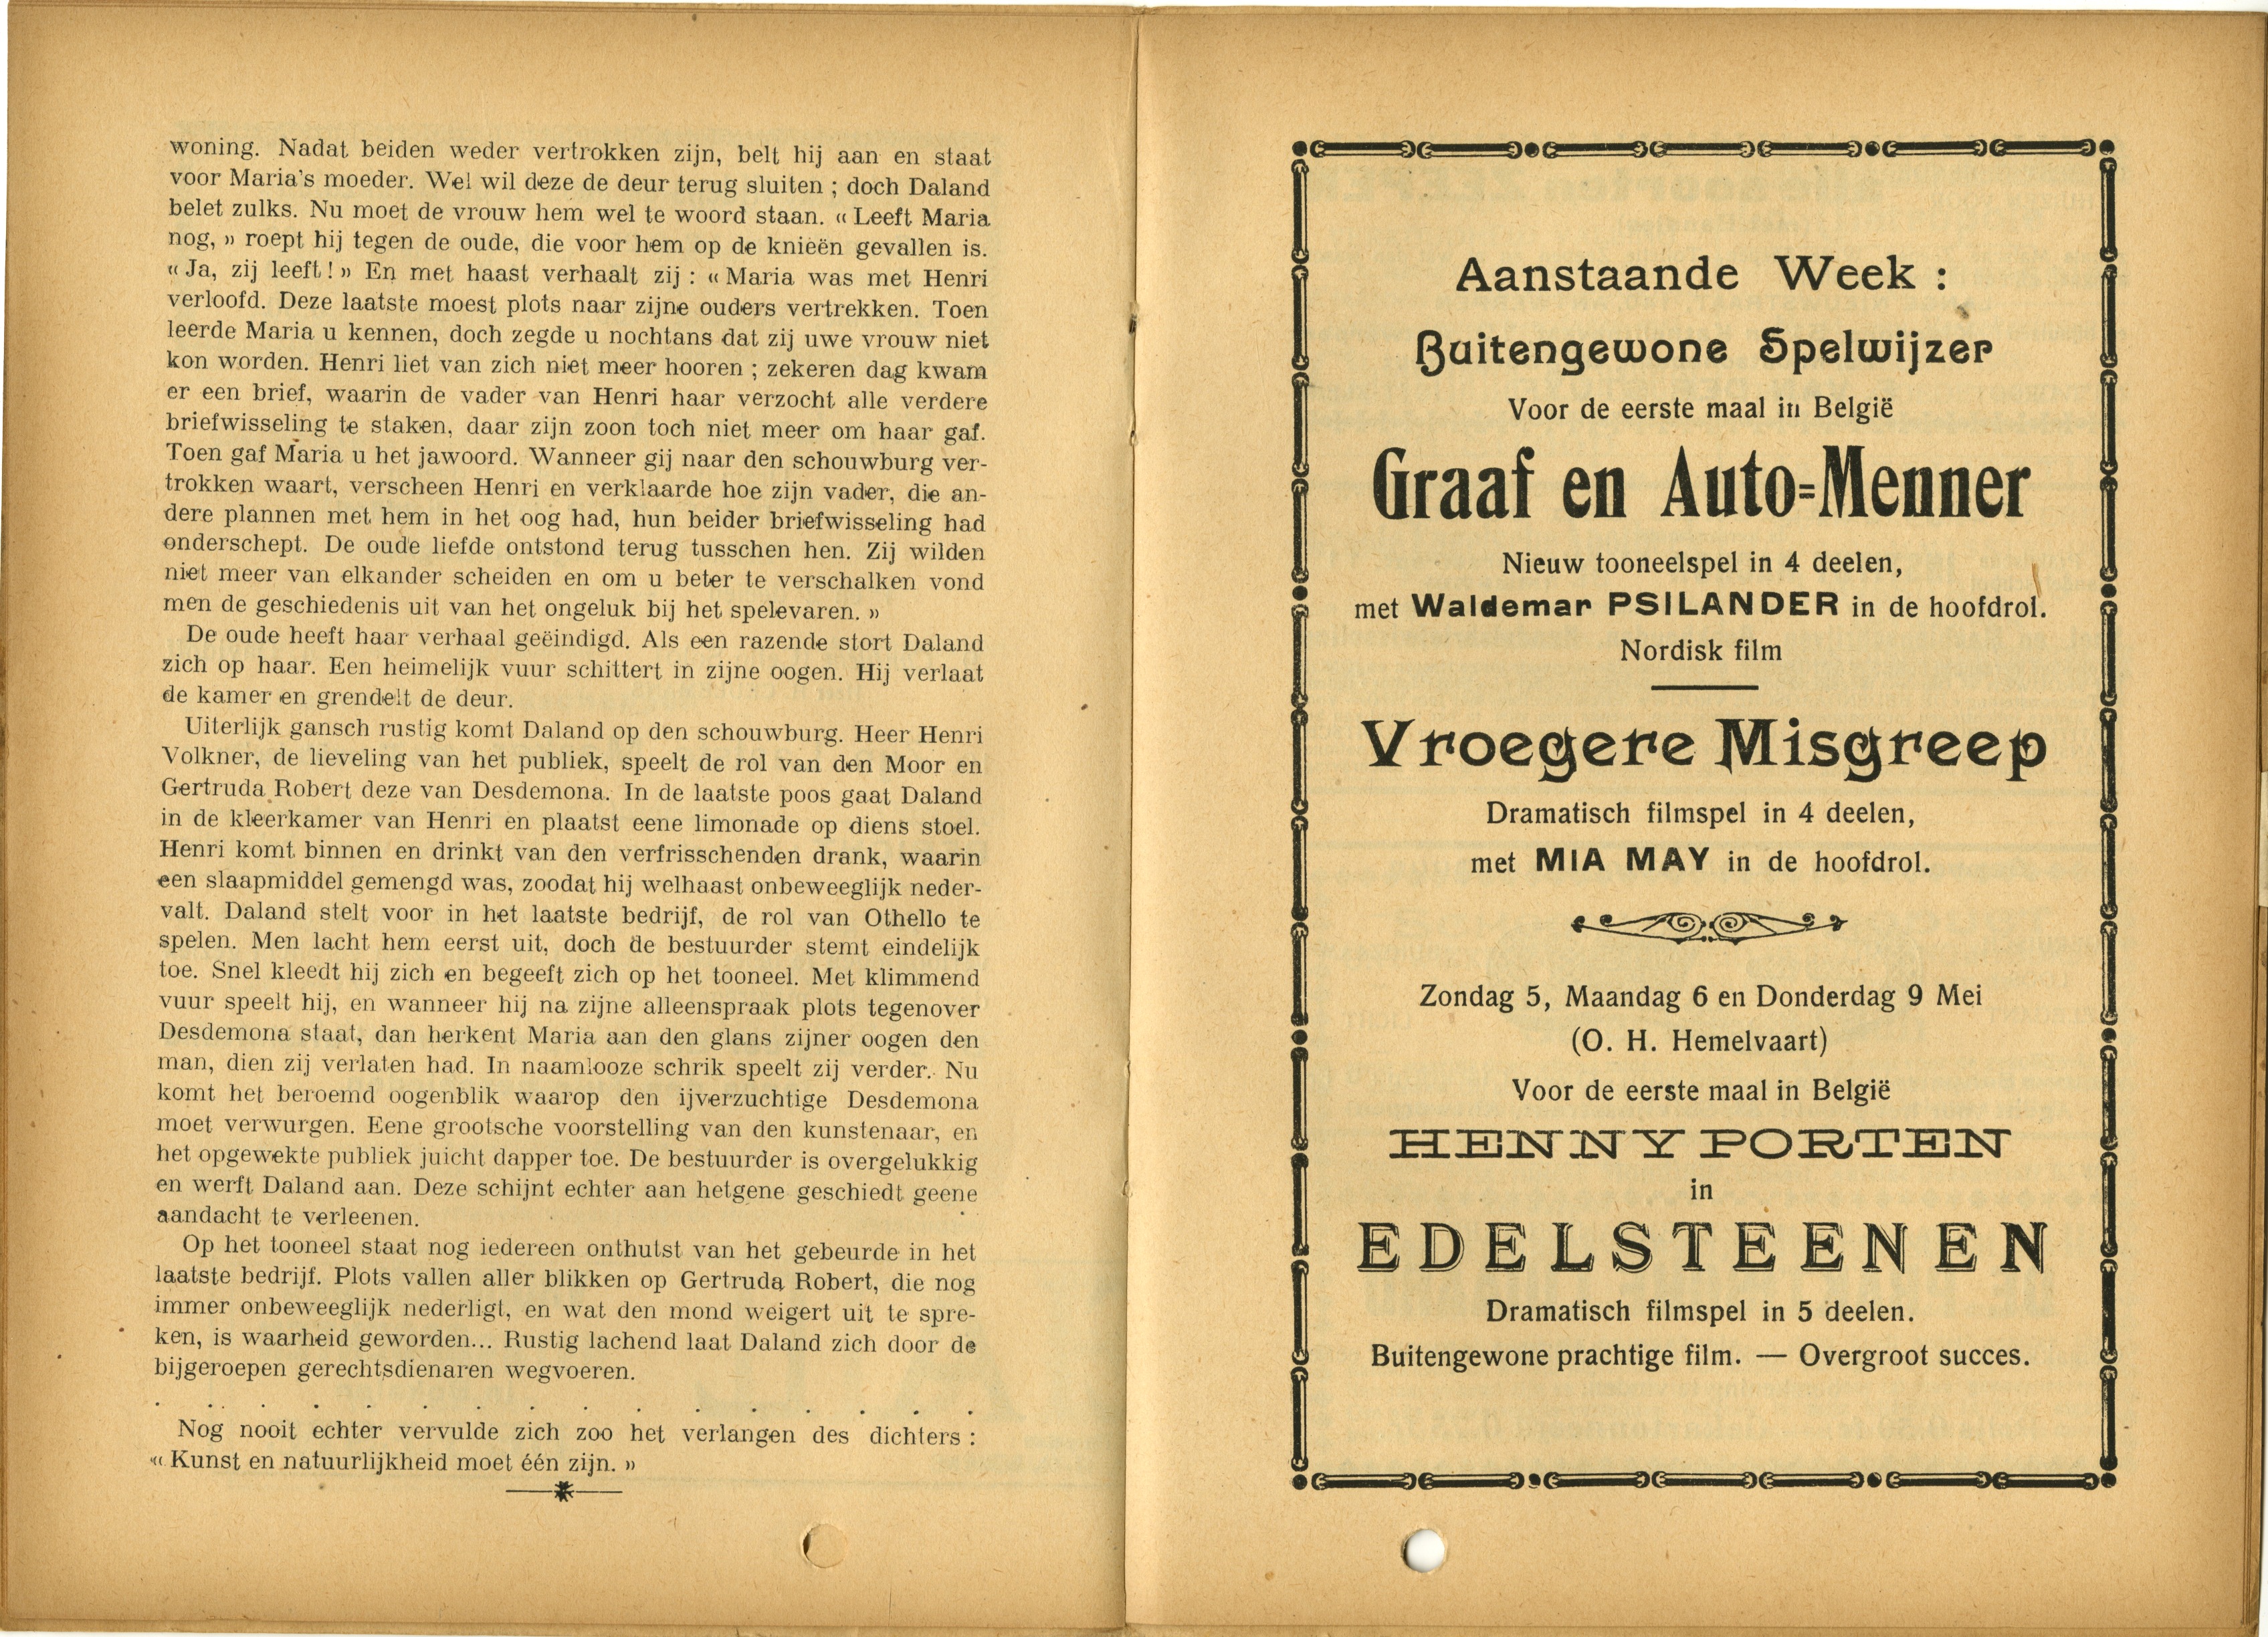 woning. Nadat beiden weder vertrokken zijn, belt hij aan en staat
voor Maria's moeder. Wel wil deze de deur terug sluiten ; doch Daland
belet zulks. Nu moet de vrouw hem wel te woord staan. « Leeft Maria
nog, » roept hij tegen de oude, die voor hem op de knieën gevallen is.
« Ja, zij leeft ! » En met haast verhaalt zij : « Maria was met Henri
verloofd. Deze laatste moest plots naar zijne ouders vertrekken. Toen
leerde Maria u kennen, doch zegde u nochtans dat zij uwe vrouw niet
kon worden. Henri liet van zich niet meer hooren ; zekeren dag kwam
er een brief, waarin de vader van Henri haar verzocht alle verdere
briefwisseling te staken, daar zijn zoon toch niet meer om haar gaf.
Toen gaf Maria u het jawoord. Wanneer gij naar den schouwburg ver-
trokken waart, verscheen Henri en verklaarde hoe zijn vader, die an-
dere plannen met hem in het oog had, hun beider briefwisseling had
onderschept. De oude liefde ontstond terug tusschen hen. Zij wilden
niet meer van elkander scheiden en om u beter te verschalken vond
men de geschiedenis uit van het ongeluk bij het spelevaren. »
De oude heeft haar verhaal geëindigd. Als een razende stort Daland
zich op haar. Een heimelijk vuur schittert in zijne oogen. Hij verlaat
de kamer en grendelt de deur.
Uiterlijk gansch rustig komt Daland op den schouwburg. Heer Henri
Volkner, de lieveling van het publiek, speelt de rol van den Moor en
Gertruda Robert deze van Desdemona. In de laatste poos gaat Daland
in de kleerkamer van Henri en plaatst eene limonade op diens stoel.
Henri komt binnen en drinkt van den verfrisschenden drank, waarin
een slaapmiddel gemengd was, zoodat hij welhaast onbeweeglijk neder-
valt. Daland stelt voor in het laatste bedrijf, de rol van Othello te
spelen. Men lacht hem eerst uit, doch de bestuurder stemt eindelijk
toe. Snel kleedt hij zich en begeeft zich op het tooneel. Met klimmend
vuur speelt hij, en wanneer hij na zijne alleenspraak plots tegenover
Desdemona staat, dan herkent Maria aan den glans zijner oogen den
man, dien zij verlaten had. In naamlooze schrik speelt zij verder. Nu
komt het beroemd oogenblik waarop den ijverzuchtige Desdemona
moet verwurgen. Eene grootsche voorstelling van den kunstenaar, en
het opgewekte publiek juicht dapper toe. De bestuurder is overgelukkig
en werft Daland aan. Deze schijnt echter aan hetgene geschiedt geene
aandacht te verleenen.
Op het tooneel staat nog iedereen onthutst van het gebeurde in het
laatste bedrijf. Plots vallen aller blikken op Gertruda Robert, die nog
immer onbeweeglijk nederligt, en wat den mond weigert uit te spre-
ken, is waarheid geworden... Rustig lachend laat Daland zich door de
bijgeroepen gerechtsdienaren wegvoeren.
. . . . . . . . . . . . . . . .
Nog nooit echter vervulde zich zoo het verlangen des dichters :
« Kunst en natuurlijkheid moet één zijn. »
Aanstaande Week :
Buitengewone Spelwijzer
Voor de eerste maal in België
Graaf en Auto=Menner
Nieuw tooneelspel in 4 deelen,
met Waldemar PSILANDER in de hoofdrol.
Nordisk film
Vroegere Misgreep
Dramatisch filmspel in 4 deelen,
met MIA MAY in de hoofdrol.
Zondag 5, Maandag 6 en Donderdag 9 Mei
(O. H. Hemelvaart)
Voor de eerste maal in België
HENNY PORTEN
in
EDELSTEENEN
Dramatisch filmspel in 5 deelen.
Buitengewone prachtige film. — Overgroot succes.